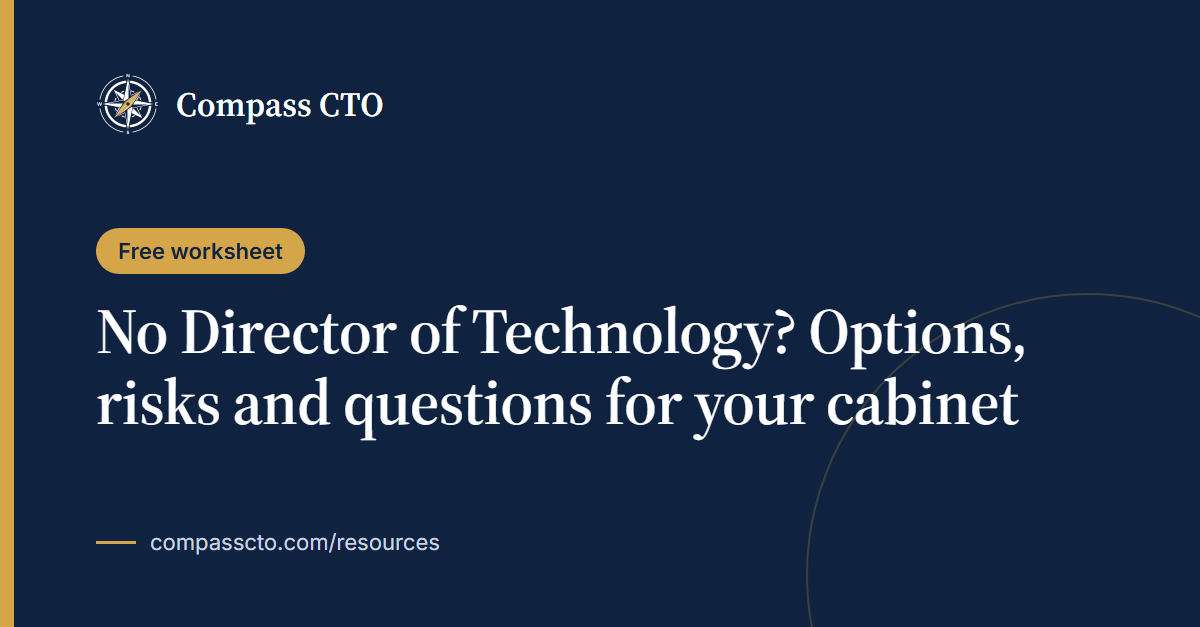 N
W
E
S
Compass CTO
Free worksheet
No Director of Technology? Options,
risks and questions for your cabinet
compasscto.com/resources